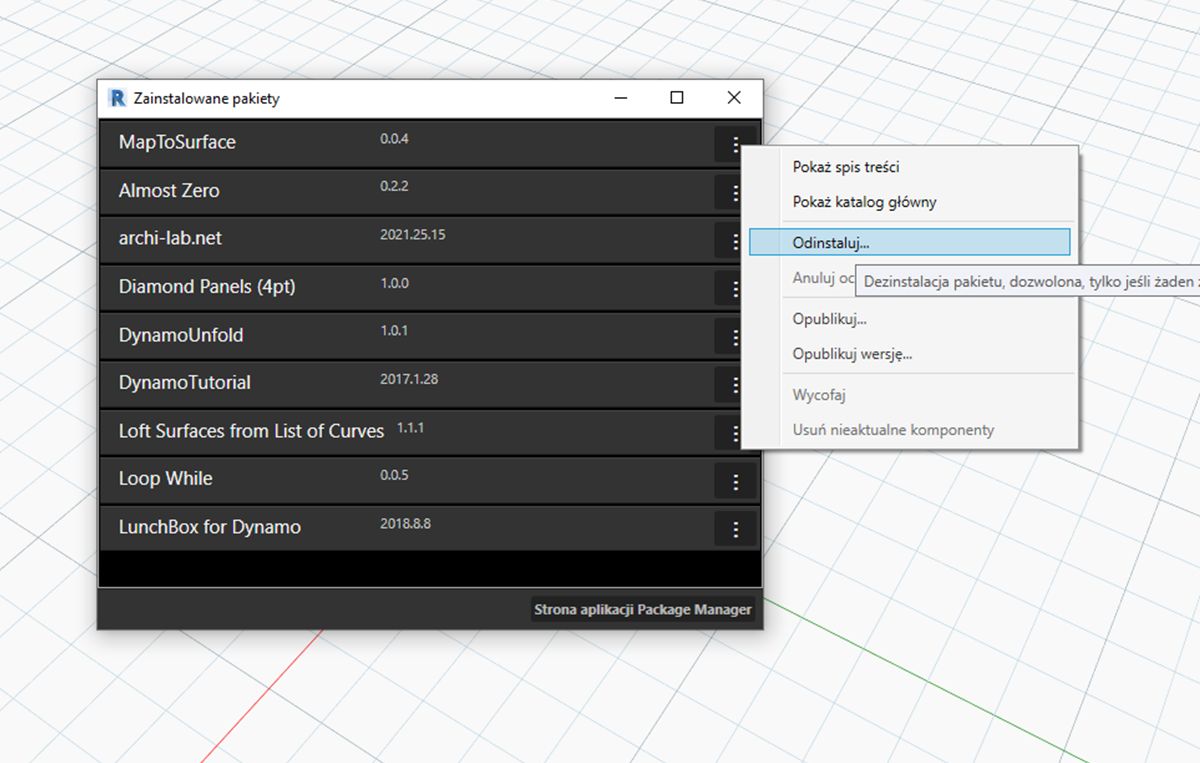 R Zainstalowane pakiety
MapToSurface 0.0.4
Almost Zero 0.2.2
archi-lab.net 2021.25.15
Diamond Panels (4pt) 1.0.0
DynamoUnfold 1.0.1
DynamoTutorial 2017.1.28
Loft Surfaces from List of Curves 1.1.1
Loop While 0.0.5
LunchBox for Dynamo 2018.8.8
Strona aplikacji Package Manager
Pokaż spis treści
Pokaż katalog główny
Odinstaluj...
Anuluj oc
Dezinstalacja pakietu, dozwolona, tylko jeśli żaden z
Opublikuj...
Opublikuj wersję...
Wycofaj
Usuń nieaktualne komponenty